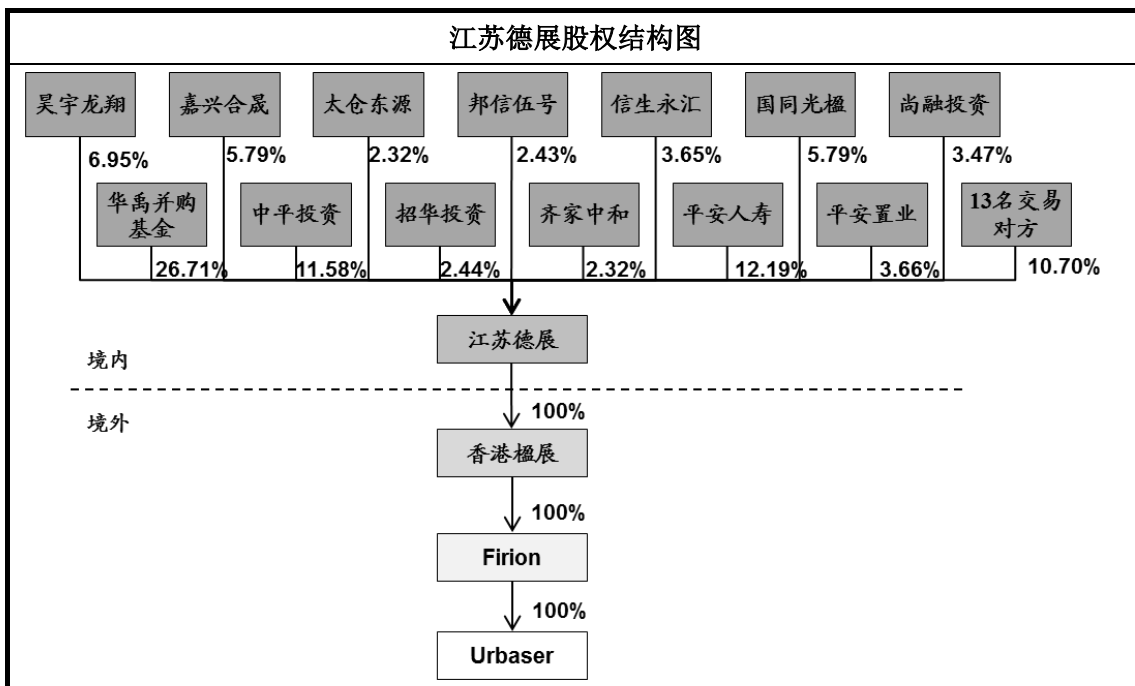 江苏德展股权结构图
昊宇龙翔
嘉兴合晟
太仓东源
邦信伍号
信生永汇
国同光楹
尚融投资
6.95%
5.79%
2.32%
2.43%
3.65%
5.79%
3.47%
华禹并购
基金
中平投资
招华投资
齐家中和
平安人寿
平安置业
13名交易
对方
26.71%
11.58%
2.44%
2.32%
12.19%
3.66%
10.70%
江苏德展
境内
境外
100%
香港楹展
100%
Firion
100%
Urbaser